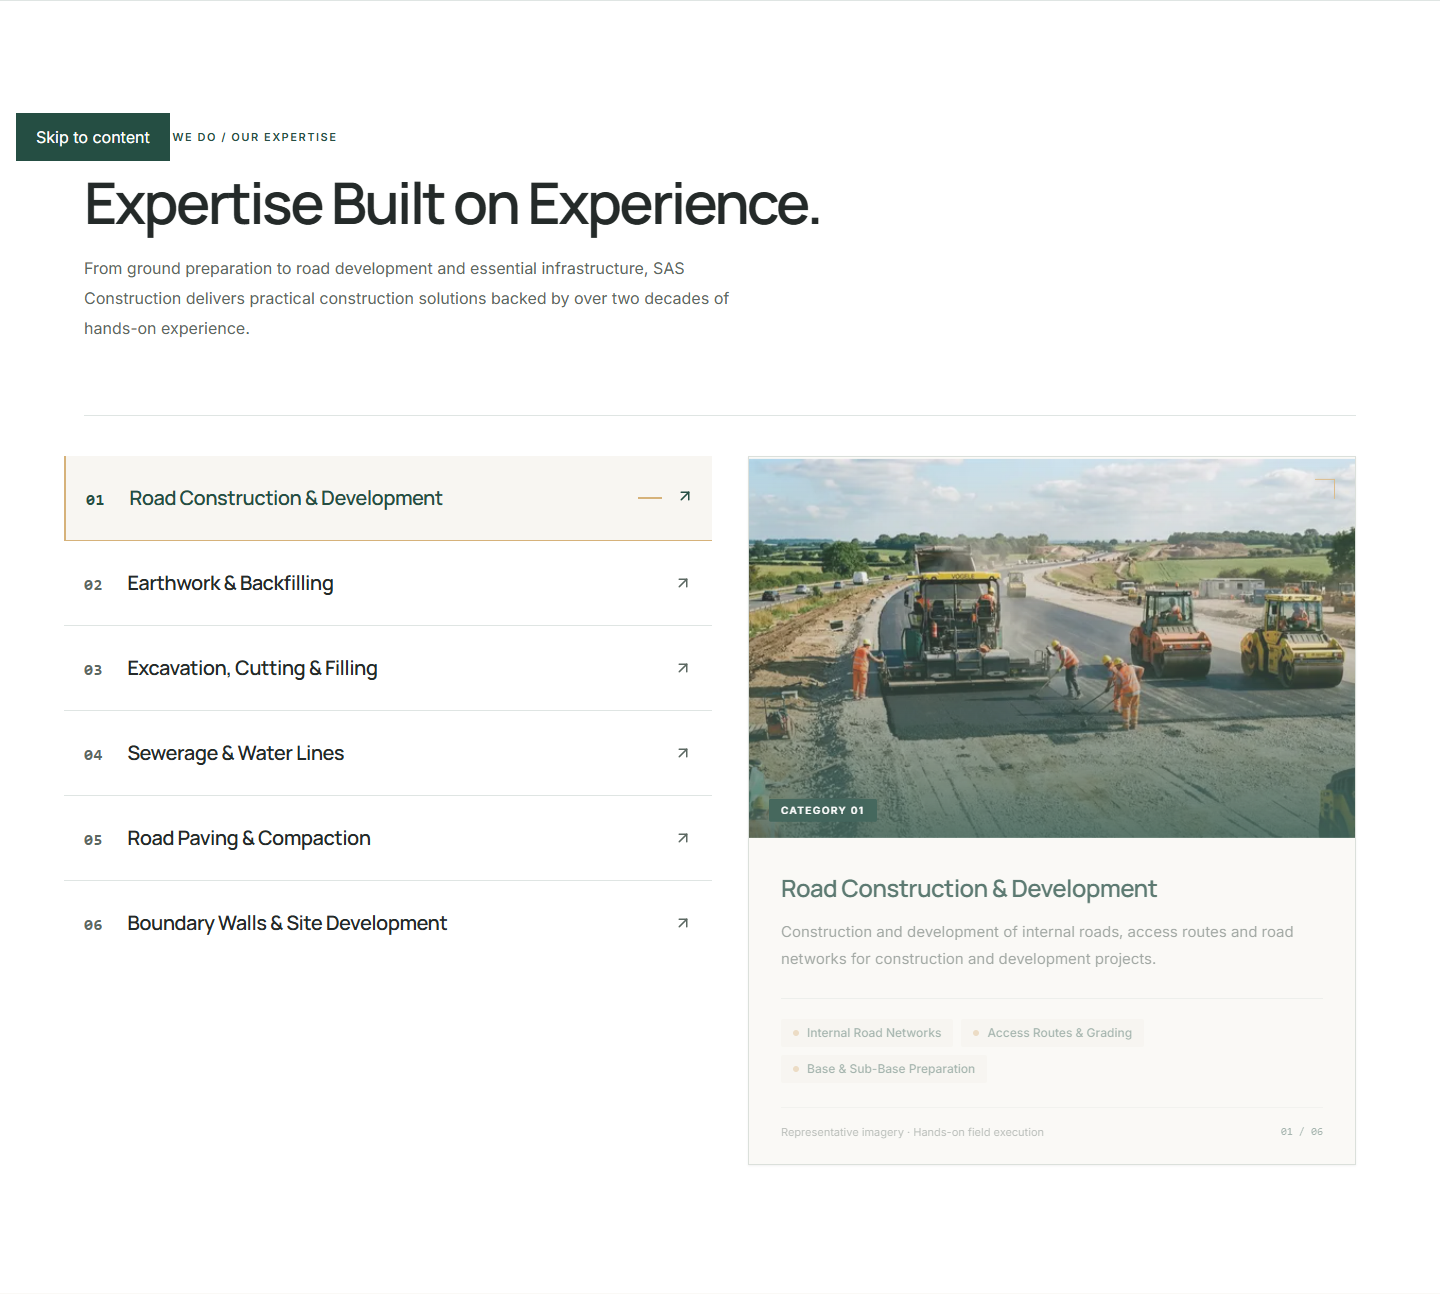 Skip to content
WE DO / OUR EXPERTISE
Expertise Built on Experience.
From ground preparation to road development and essential infrastructure, SAS
Construction delivers practical construction solutions backed by over two decades of
hands-on experience.
01 Road Construction & Development
02 Earthwork & Backfilling
03 Excavation, Cutting & Filling
04 Sewerage & Water Lines
05 Road Paving & Compaction
06 Boundary Walls & Site Development
VÖGELE
CATEGORY 01
Road Construction & Development
Construction and development of internal roads, access routes and road
networks for construction and development projects.
Internal Road Networks
Access Routes & Grading
Base & Sub-Base Preparation
Representative imagery · Hands-on field execution
01 / 06